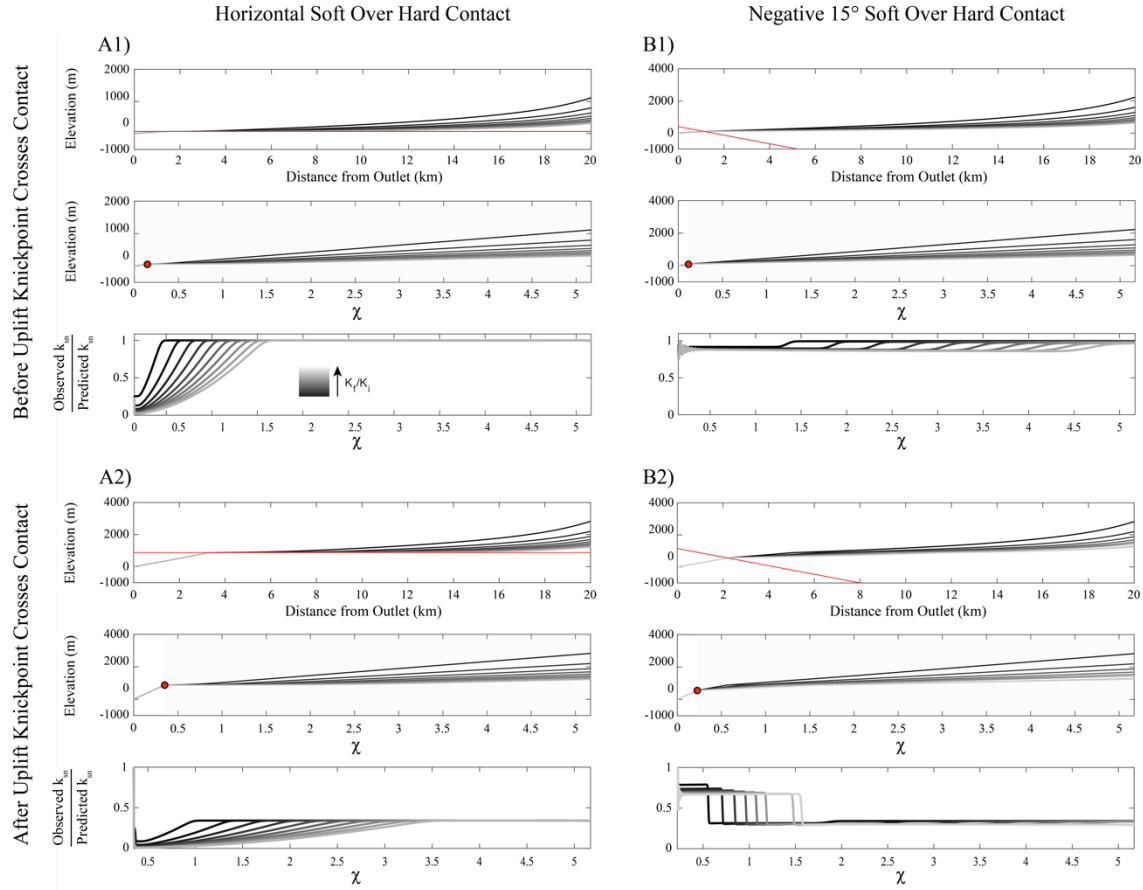 Horizontal Soft Over Hard Contact
Negative 15° Soft Over Hard Contact
Before Uplift Knickpoint Crosses Contact
A1)
2000
1000
0
-1000
Elevation (m)
0 2 4 6 8 10 12 14 16 18 20
Distance from Outlet (km)
2000
1000
0
-1000
Elevation (m)
0 0.5 1 1.5 2 2.5 3 3.5 4 4.5 5
χ
1
0.5
0
Observed ksn
Predicted ksn
Kf/Ki
0 0.5 1 1.5 2 2.5 3 3.5 4 4.5 5
χ
B1)
4000
2000
0
-1000
0 2 4 6 8 10 12 14 16 18 20
Distance from Outlet (km)
4000
2000
0
-1000
0.5 1 1.5 2 2.5 3 3.5 4 4.5 5
χ
1
0.5
0
0.5 1 1.5 2 2.5 3 3.5 4 4.5 5
χ
After Uplift Knickpoint Crosses Contact
A2)
4000
2000
0
-1000
Elevation (m)
0 2 4 6 8 10 12 14 16 18 20
Distance from Outlet (km)
4000
2000
0
-1000
Elevation (m)
0 0.5 1 1.5 2 2.5 3 3.5 4 4.5 5
χ
1
0.5
0
Observed ksn
Predicted ksn
0.5 1 1.5 2 2.5 3 3.5 4 4.5 5
χ
B2)
4000
2000
0
-1000
0 2 4 6 8 10 12 14 16 18 20
Distance from Outlet (km)
4000
2000
0
-1000
0.5 1 1.5 2 2.5 3 3.5 4 4.5 5
χ
1
0.5
0
0.5 1 1.5 2 2.5 3 3.5 4 4.5 5
χ